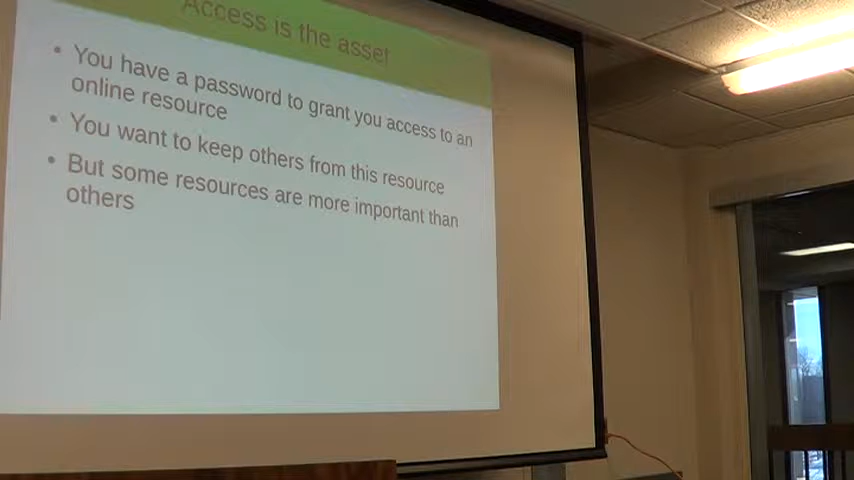 Access is the asset
• You have a password to grant you access to an
online resource
• You want to keep others from this resource
• But some resources are more important than
others